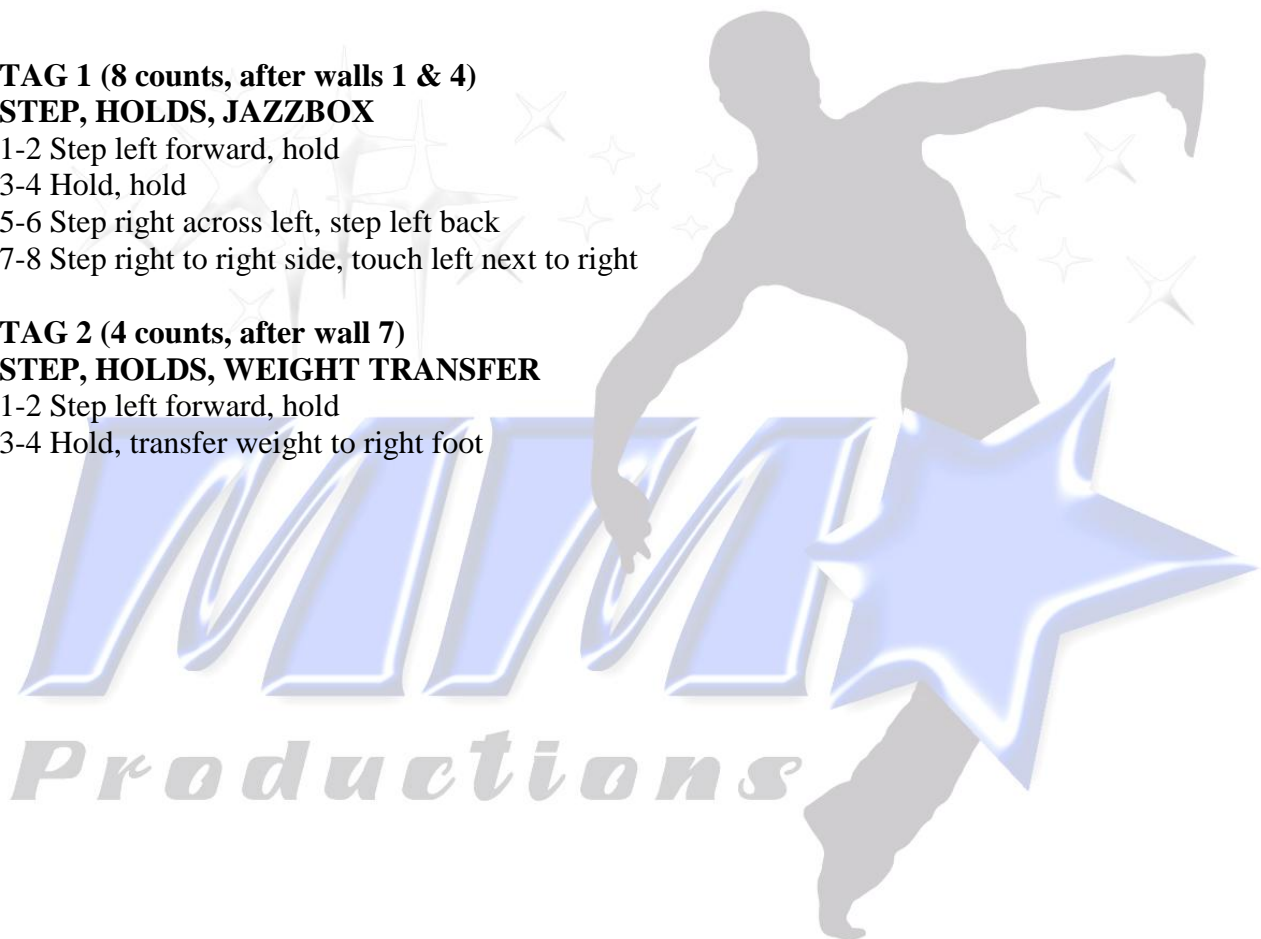 TAG 1 (8 counts, after walls 1 & 4)
STEP, HOLDS, JAZZBOX
1-2 Step left forward, hold
3-4 Hold, hold
5-6 Step right across left, step left back
7-8 Step right to right side, touch left next to right
TAG 2 (4 counts, after wall 7)
STEP, HOLDS, WEIGHT TRANSFER
1-2 Step left forward, hold
3-4 Hold, transfer weight to right foot
MM
Productions